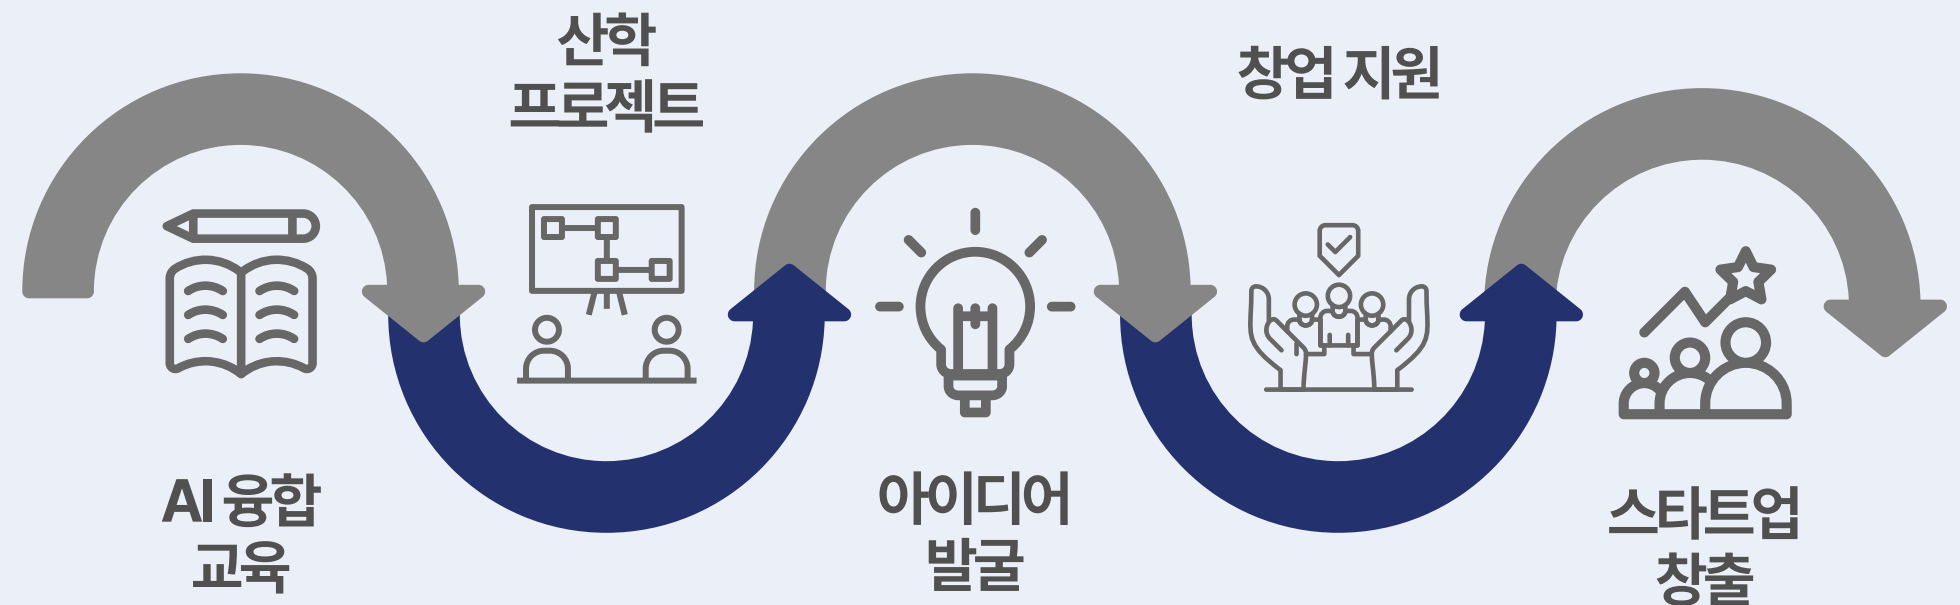 AI 융합
교육
산학
프로젝트
아이디어
발굴
창업 지원
스타트업
창출